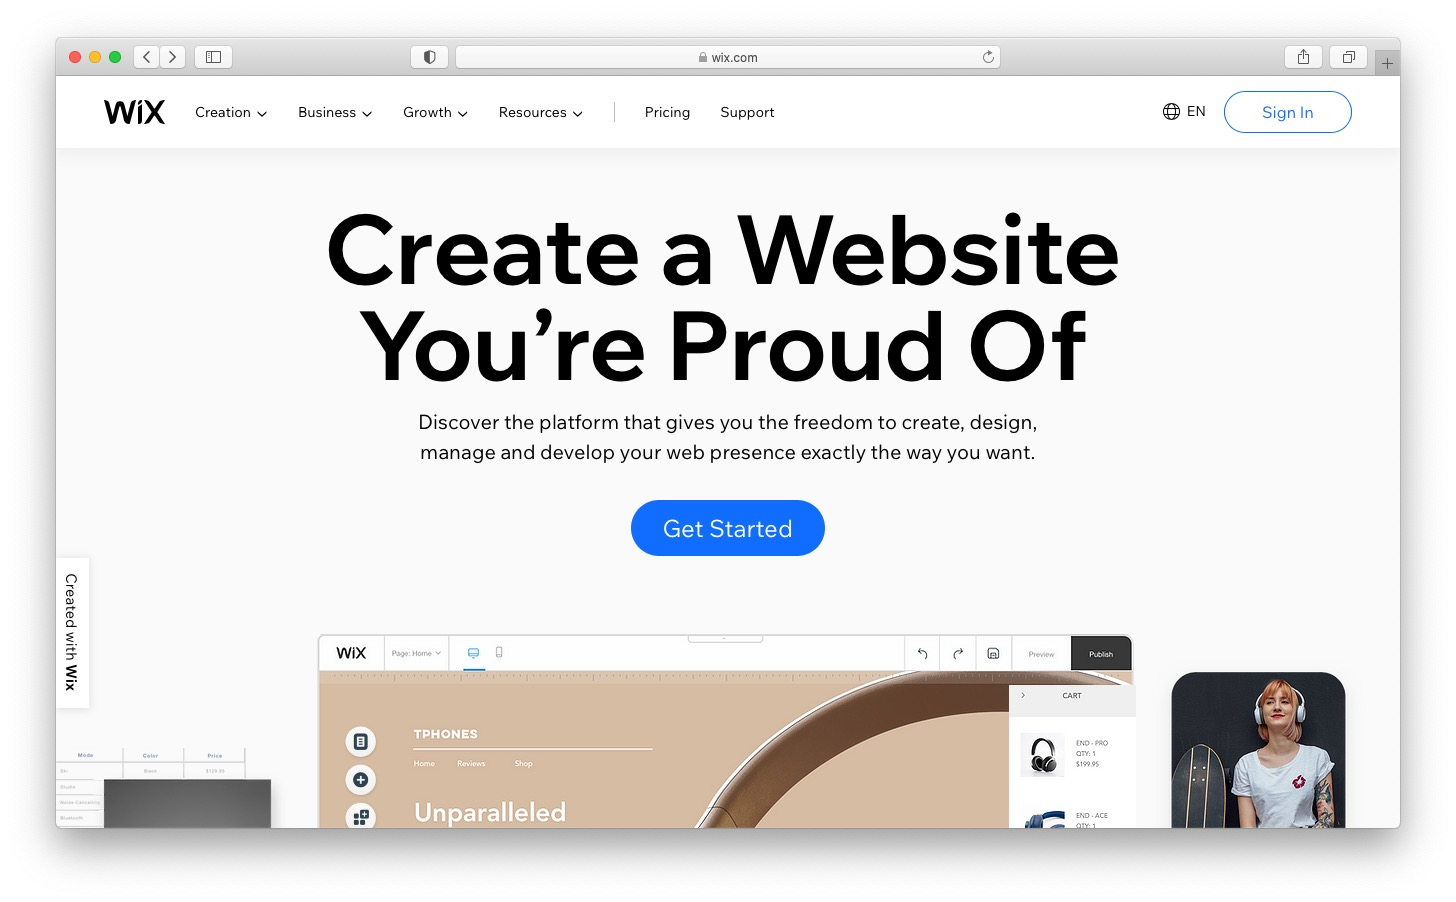 wix.com
WiX
Creation
Business
Growth
Resources
Pricing
Support
EN
Sign In
Create a Website
You’re Proud Of
Discover the platform that gives you the freedom to create, design,
manage and develop your web presence exactly the way you want.
Get Started
Created with Wix
WiX
Page: Home
Preview
Publish
CART
TPHONES
Home
Reviews
Shop
Unparalleled
END - PRO
QTY: 1
$199.95
END - ACE
QTY: 1
Mode Color Price
Black $129.95
Studio
Noise Canceling
Bluetooth